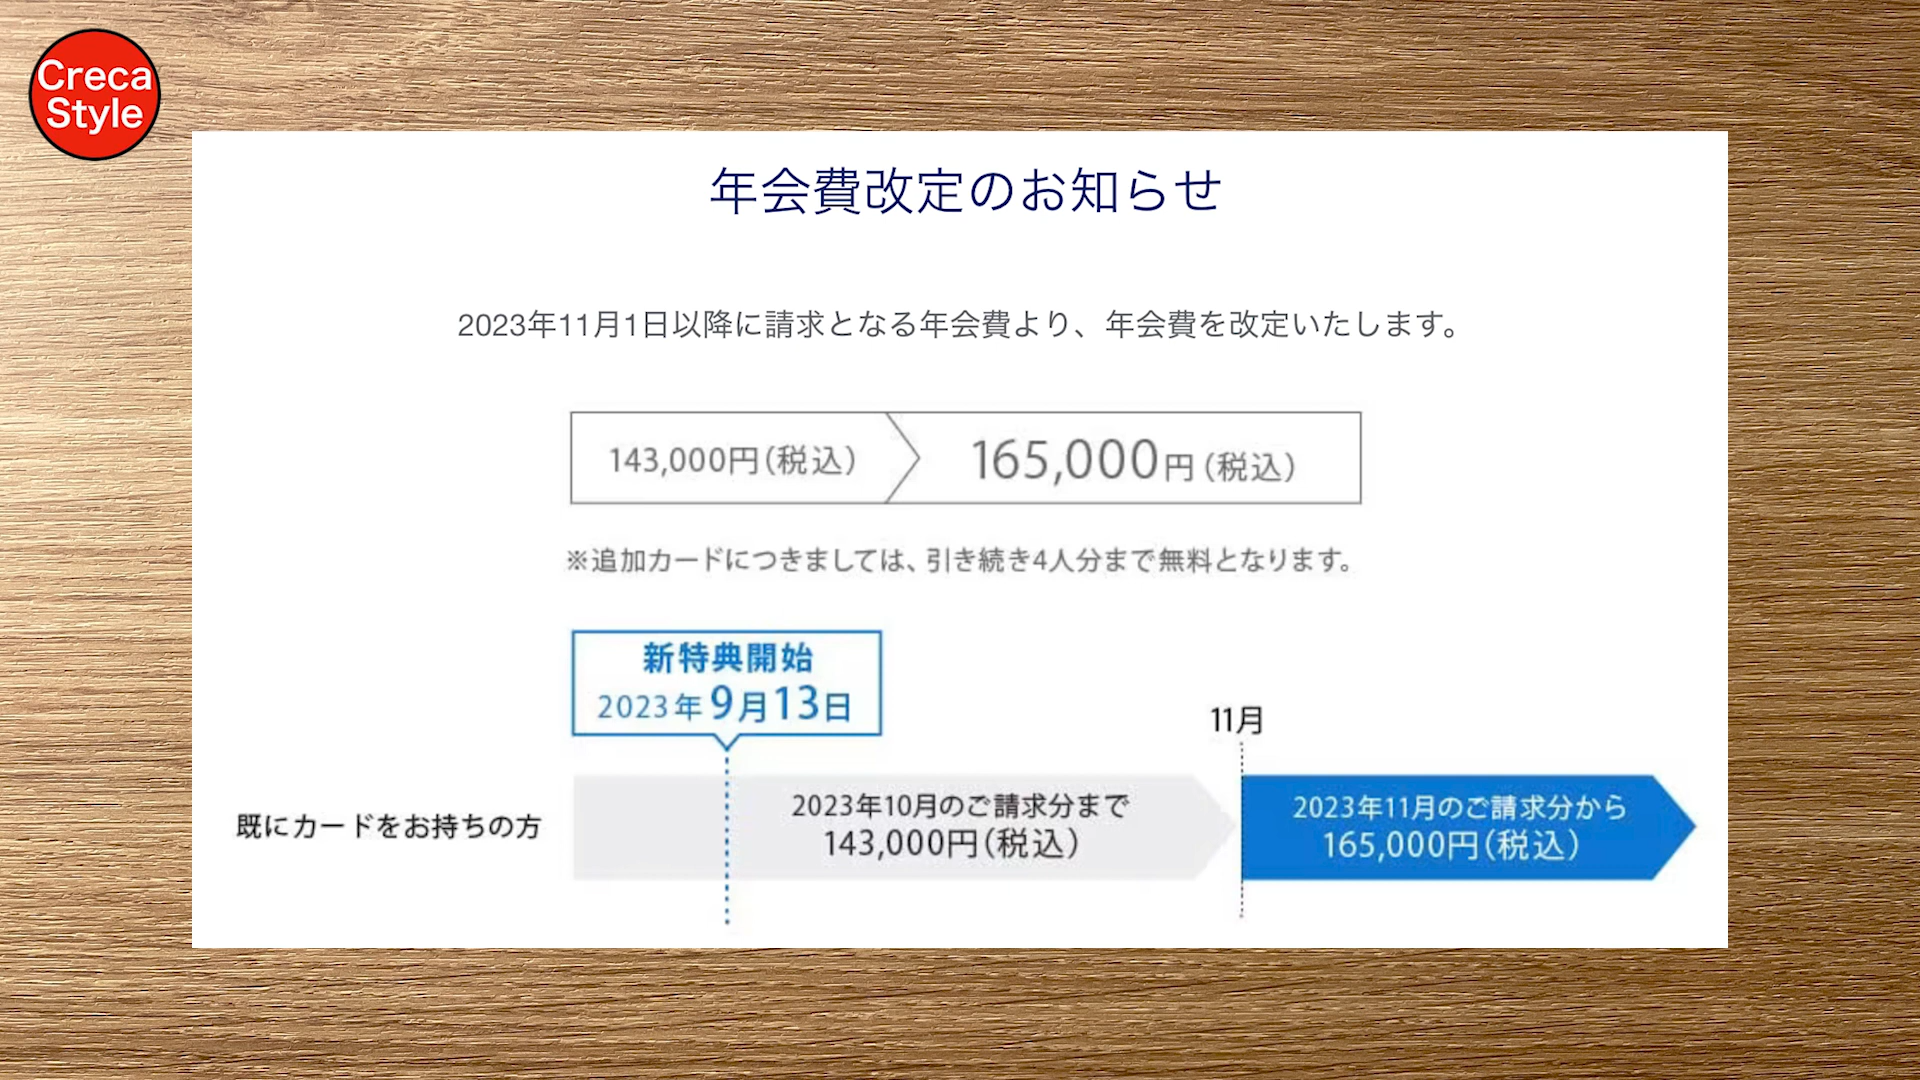 Creca
Style
年会費改定のお知らせ
2023年11月1日以降に請求となる年会費より、年会費を改定いたします。
143,000円(税込) 165,000円(税込)
※追加カードにつきましては、引き続き4人分まで無料となります。
新特典開始
2023年9月13日
11月
既にカードをお持ちの方
2023年10月のご請求分まで
143,000円(税込)
2023年11月のご請求分から
165,000円(税込)